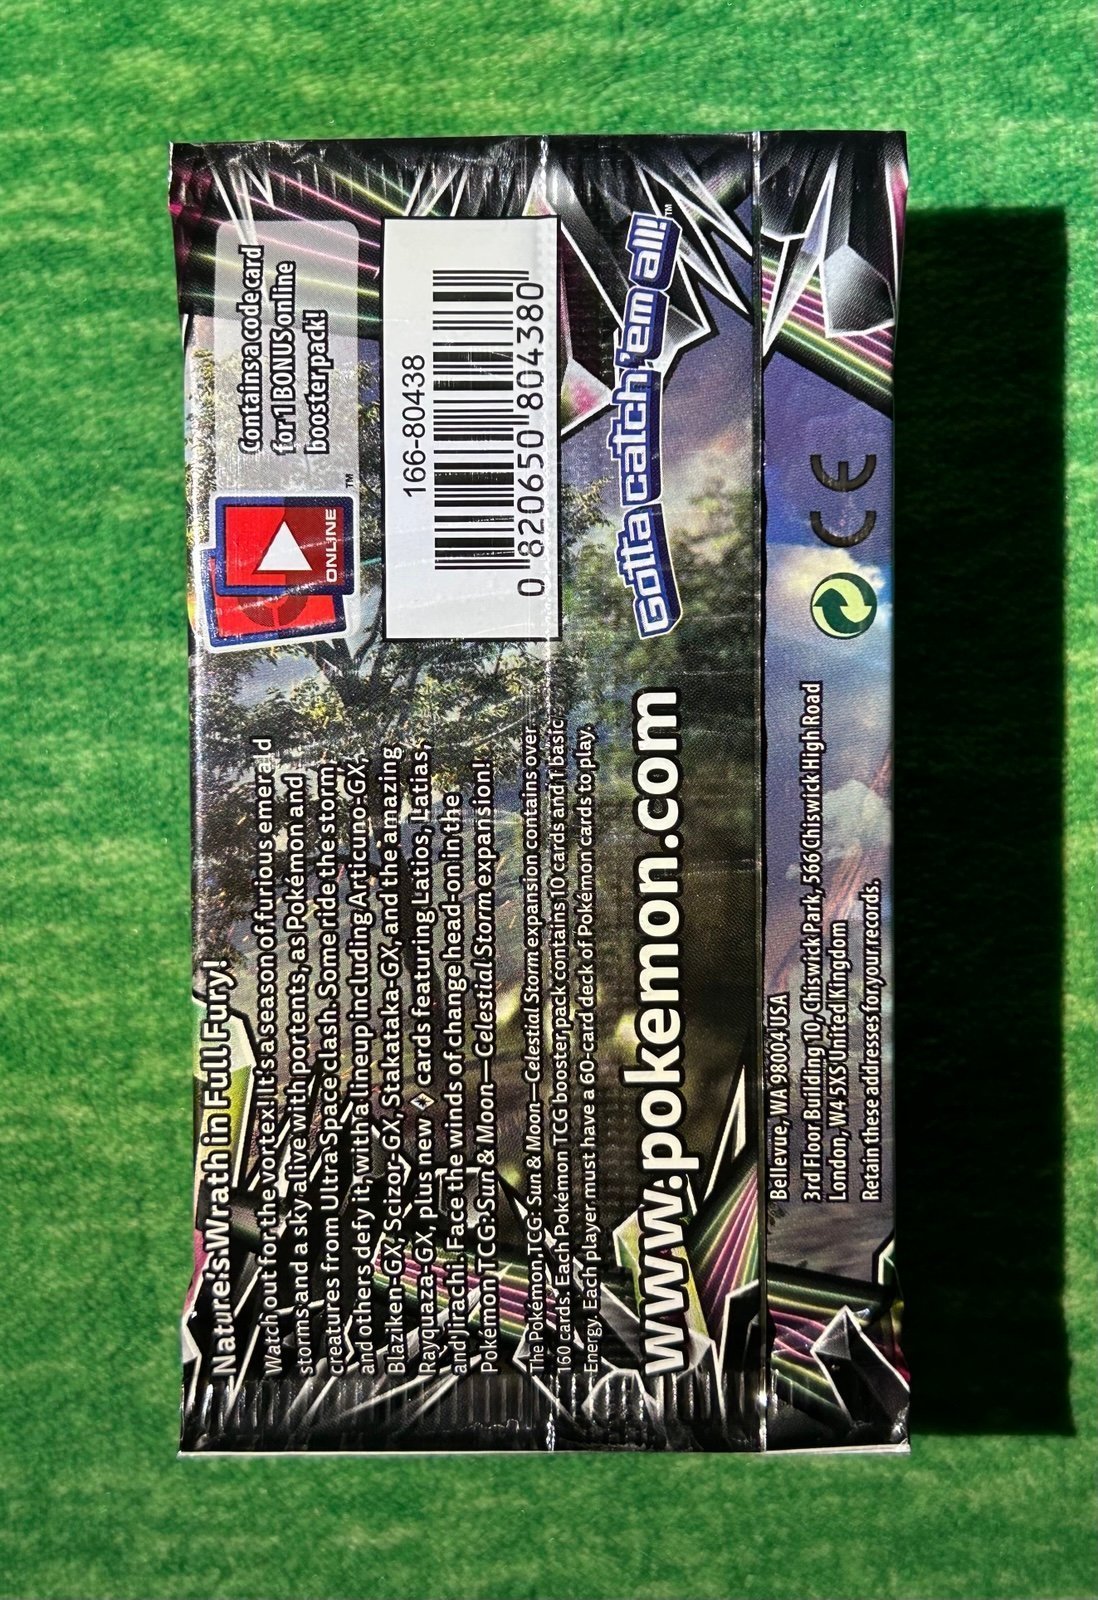 Nature's Wrath in Full Fury!
Watch out for the vortex! It's a season of furious emerald
storms and a sky alive with portents, as Pokémon and
creatures from Ultra Space clash. Some ride the storm,
and others defy it, with a lineup including Articuno-GX,
Blaziken-GX, Scizor-GX, Stakataka-GX, and the amazing
Rayquaza-GX, plus new cards featuring Latios, Latias,
and Jirachi. Face the winds of change head-on in the
Pokémon TCG: Sun & Moon—Celestial Storm expansion!
The Pokémon TCG: Sun & Moon—Celestial Storm expansion contains over
160 cards. Each Pokémon TCG booster pack contains 10 cards and 1 basic
Energy. Each player must have a 60-card deck of Pokémon cards to play.
www.pokemon.com
ONLINE
TM
Contains a code card
for 1 BONUS online
booster pack!
166-80438
0 820650 804380
Gotta catch 'em all!™
Bellevue, WA 98004 USA
3rd Floor Building 10, Chiswick Park, 566 Chiswick High Road
London, W4 5XS United Kingdom
Retain these addresses for your records.
CE